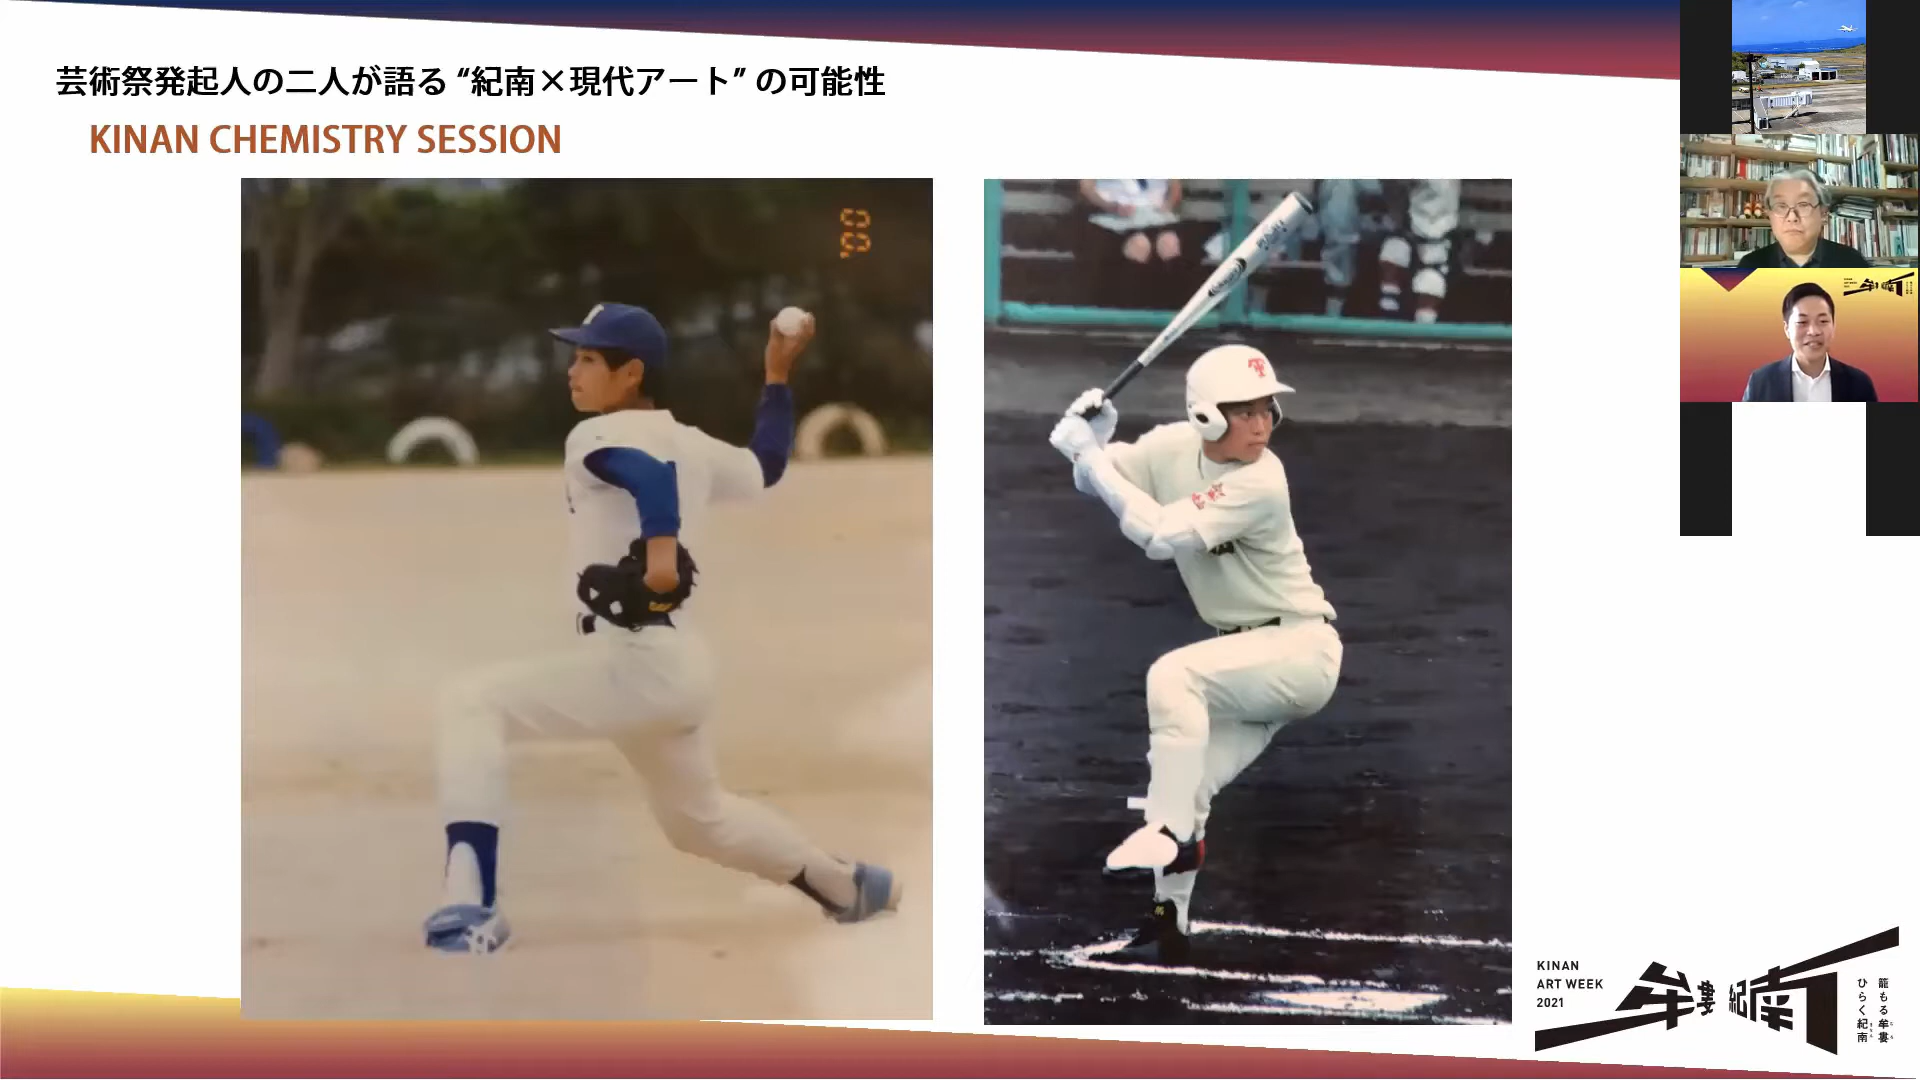 芸術祭発起人の二人が語る “紀南×現代アート” の可能性
KINAN CHEMISTRY SESSION
'00
KINAN
ART WEEK
2021
牟婁 紀南
籠もる牟婁
ひらく紀南